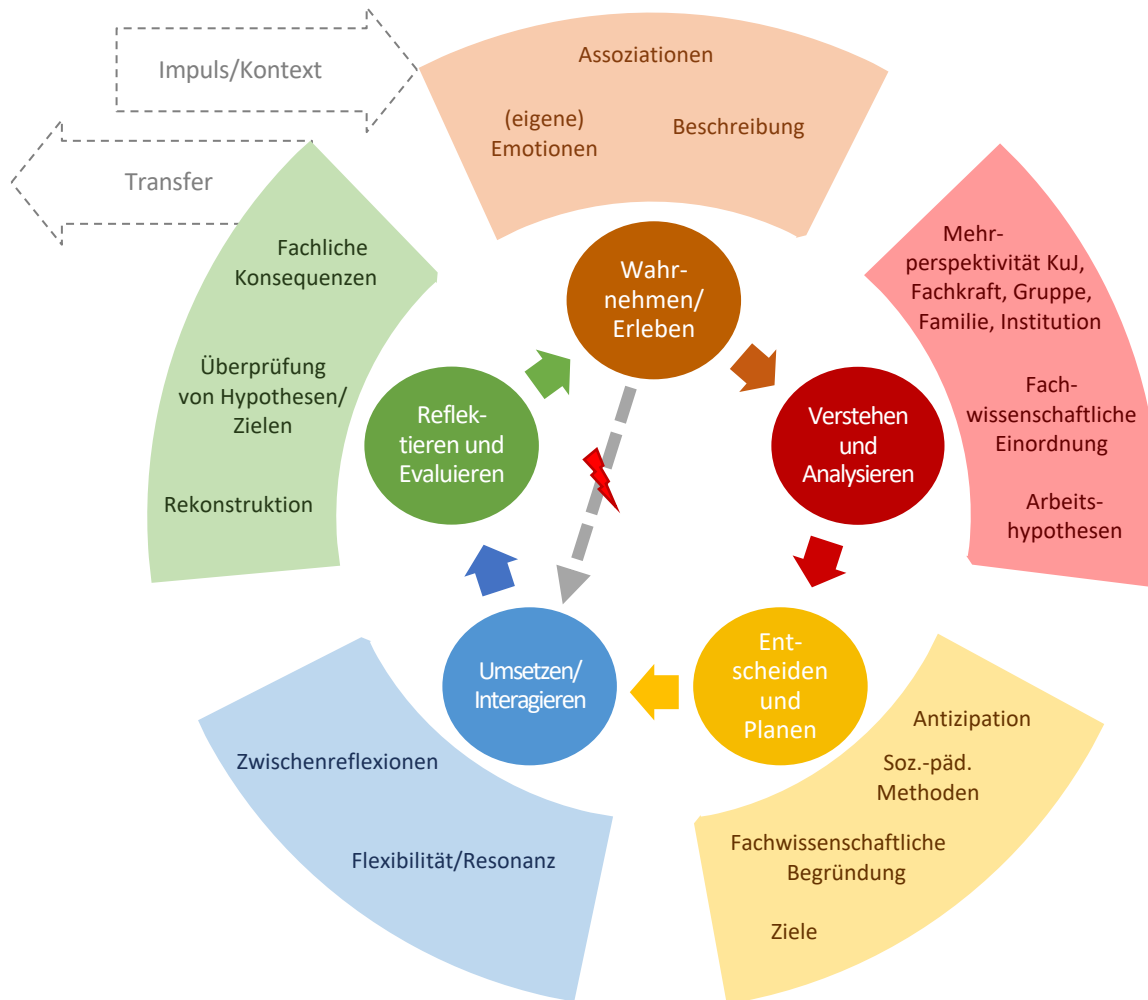 Impuls/Kontext
Transfer
Assoziationen
(eigene)
Emotionen
Beschreibung
Mehr-
perspektivität KuJ,
Fachkraft, Gruppe,
Familie, Institution
Fach-
wissenschaftliche
Einordnung
Arbeits-
hypothesen
Antizipation
Soz.-päd.
Methoden
Fachwissenschaftliche
Begründung
Ziele
Zwischenreflexionen
Flexibilität/Resonanz
Fachliche
Konsequenzen
Überprüfung
von Hypothesen/
Zielen
Rekonstruktion
Wahr-
nehmen/
Erleben
Verstehen
und
Analysieren
Ent-
scheiden
und
Planen
Umsetzen/
Interagieren
Reflek-
tieren und
Evaluieren